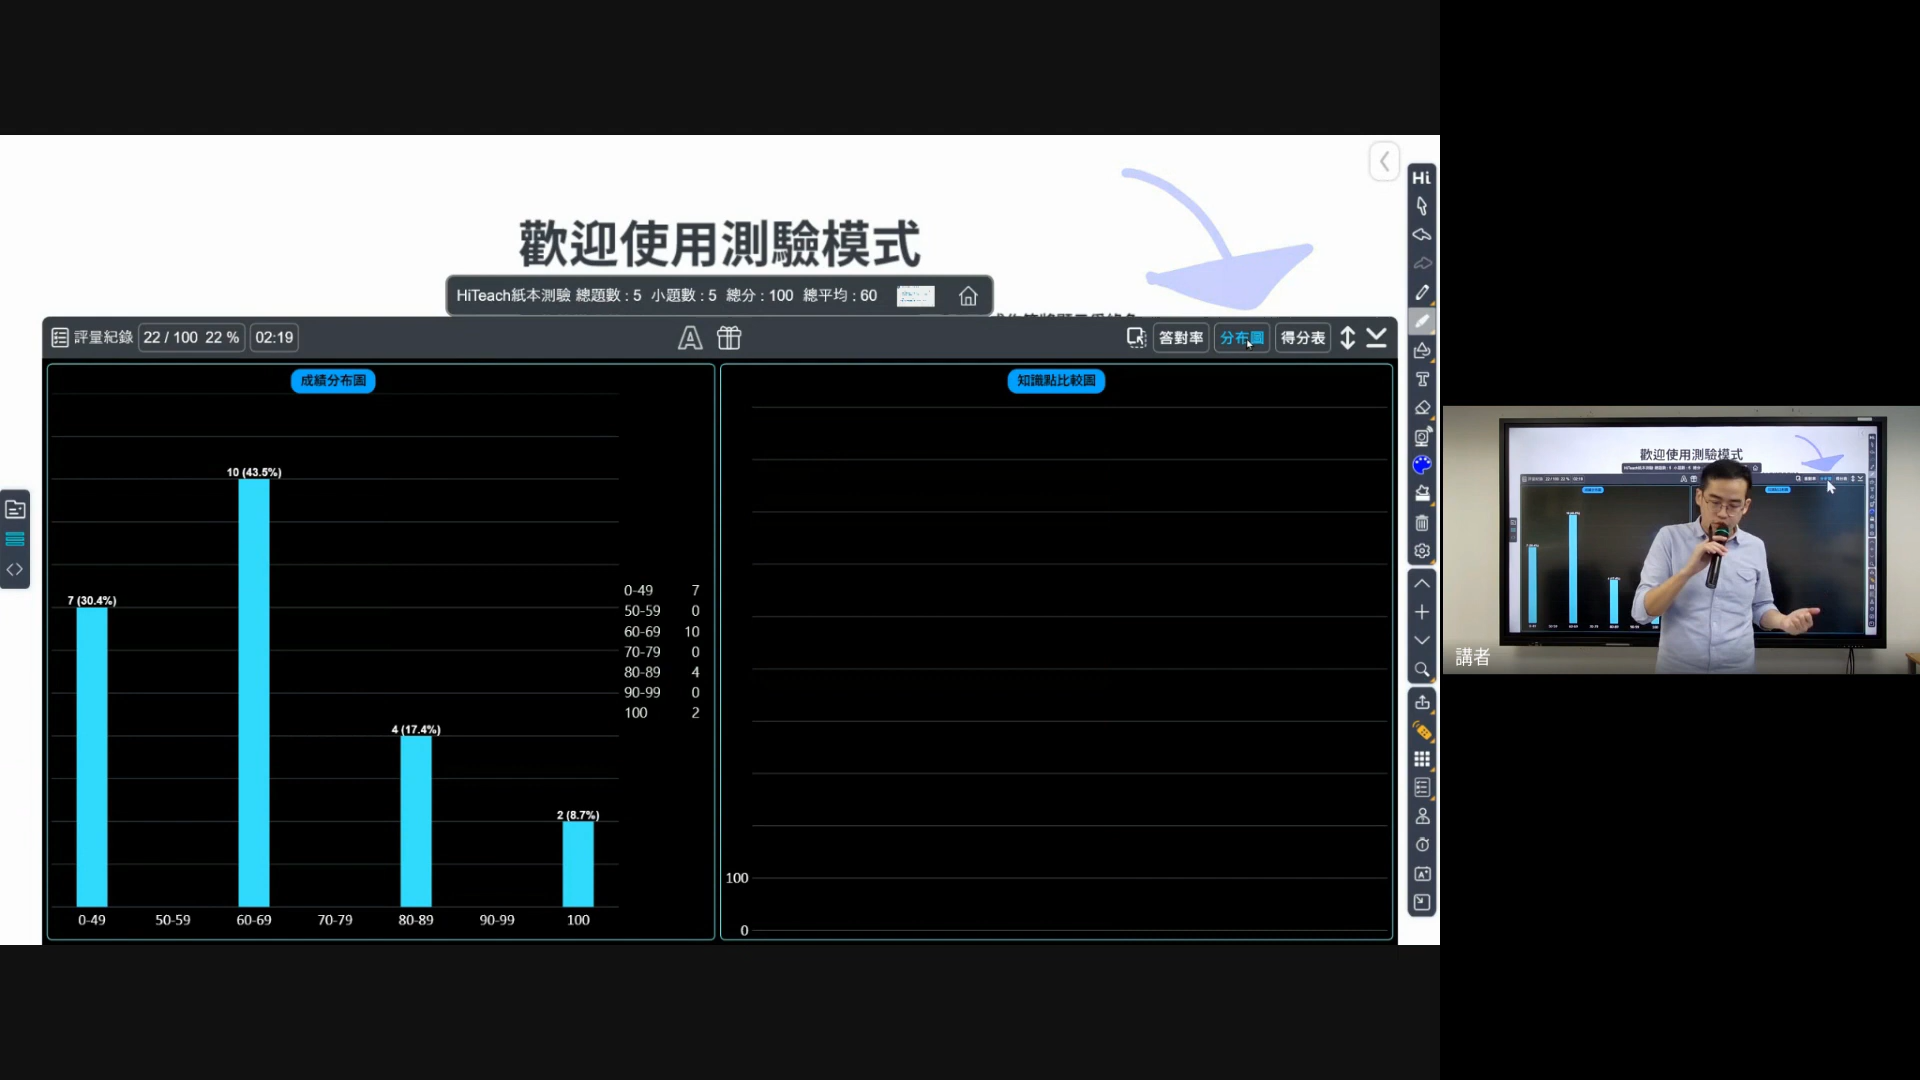 歡迎使用測驗模式
HiTeach紙本測驗 總題數 : 5 小題數 : 5 總分 : 100 總平均 : 60
評量紀錄 22 / 100 22 % 02:19 A 答對率 分布圖 得分表
成績分布圖
10 (43.5%)
7 (30.4%)
4 (17.4%)
2 (8.7%)
0-49 7
50-59 0
60-69 10
70-79 0
80-89 4
90-99 0
100 2
0-49 50-59 60-69 70-79 80-89 90-99 100
知識點比較圖
100
0
Hi
歡迎使用測驗模式
講者